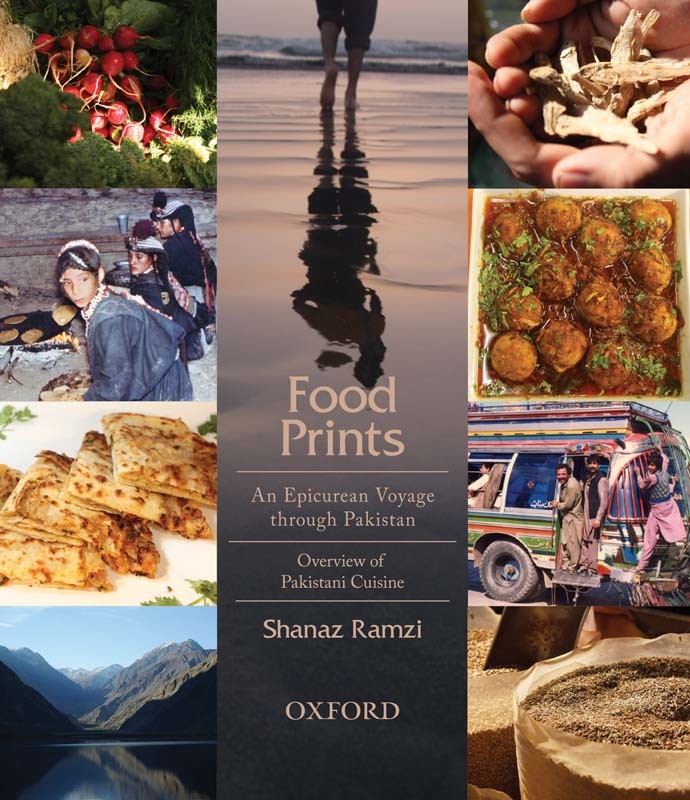 Food
Prints
An Epicurean Voyage
through Pakistan
Overview of
Pakistani Cuisine
Shanaz Ramzi
OXFORD